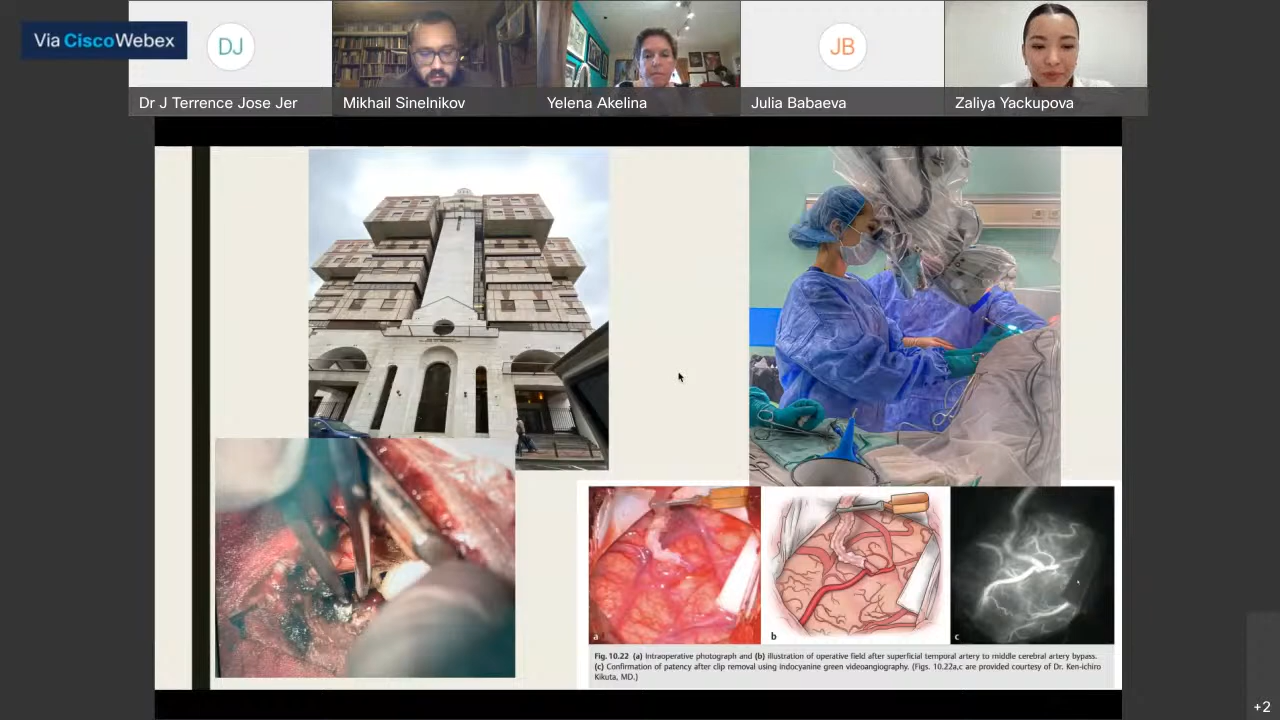 Via Cisco Webex
DJ
JB
Dr J Terrence Jose Jer
Mikhail Sinelnikov
Yelena Akelina
Julia Babaeva
Zaliya Yackupova
a
b
c
Fig. 10.22 (a) Intraoperative photograph and (b) illustration of operative field after superficial temporal artery to middle cerebral artery bypass.
(c) Confirmation of patency after clip removal using indocyanine green videoangiography. (Figs. 10.22a,c are provided courtesy of Dr. Ken-ichiro
Kikuta, MD.)
+2